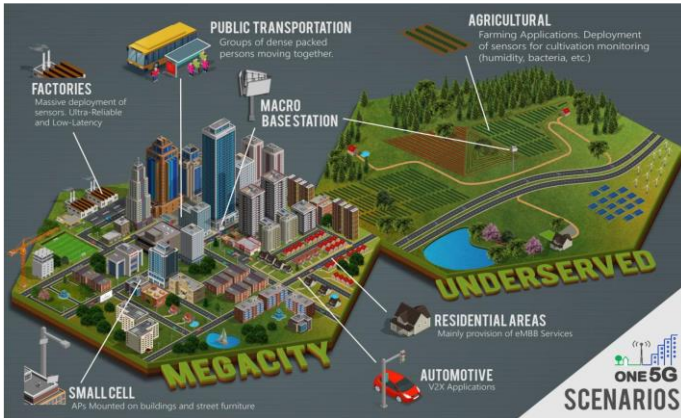 PUBLIC TRANSPORTATION
Groups of dense packed
persons moving together.
AGRICULTURAL
Farming Applications. Deployment
of sensors for cultivation monitoring
(humidity, bacteria, etc.)
FACTORIES
Massive deployment of
sensors. Ultra-Reliable
and Low-Latency
MACRO
BASE STATION
UNDERSERVED
MEGACITY
RESIDENTIAL AREAS
Mainly provision of eMBB Services
AUTOMOTIVE
V2X Applications
SMALL CELL
APs Mounted on buildings and street furniture
ONE5G
SCENARIOS